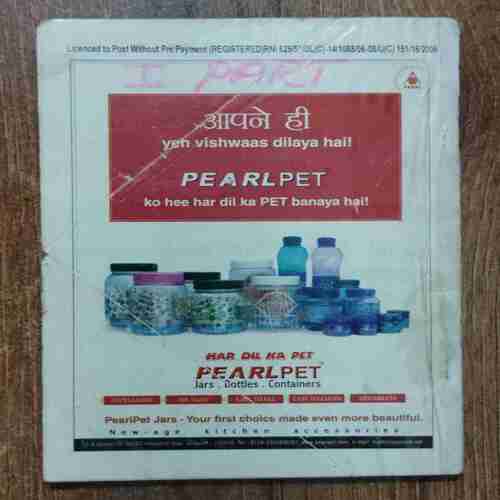 Licenced to Post Without Pre Payment (REGISTERED)RNI
I PART
PEARL
आपने ही
yeh vishwaas dilaya hai!
PEARLPET
ko hee har dil ka PET banaya hai!
HAR DIL KA PET
PEARLPET
Jars . Bottles . Containers
PearlPet Jars - Your first choice made even more beautiful.
New-age kitchen accessories